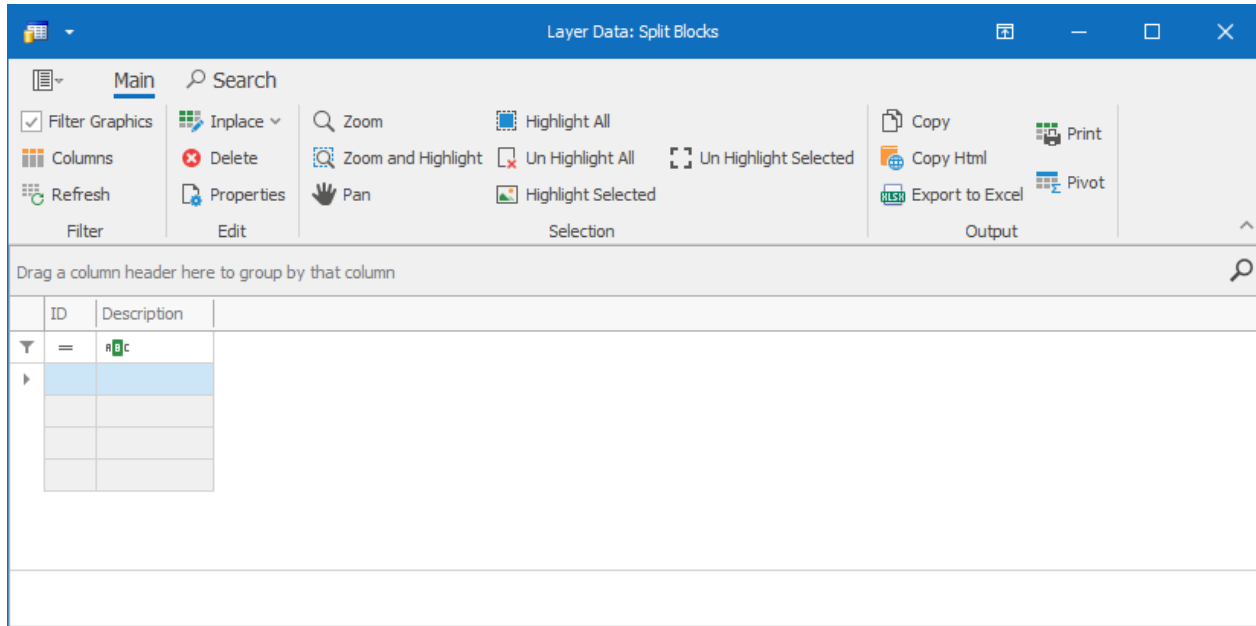 Layer Data: Split Blocks
Main Search
Filter Graphics Inplace Zoom Highlight All Copy Print
Columns Delete Zoom and Highlight Un Highlight All Un Highlight Selected Copy Html
Refresh Properties Pan Highlight Selected XLSX Export to Excel Pivot
Filter Edit Selection Output
Drag a column header here to group by that column
ID Description
= ABC